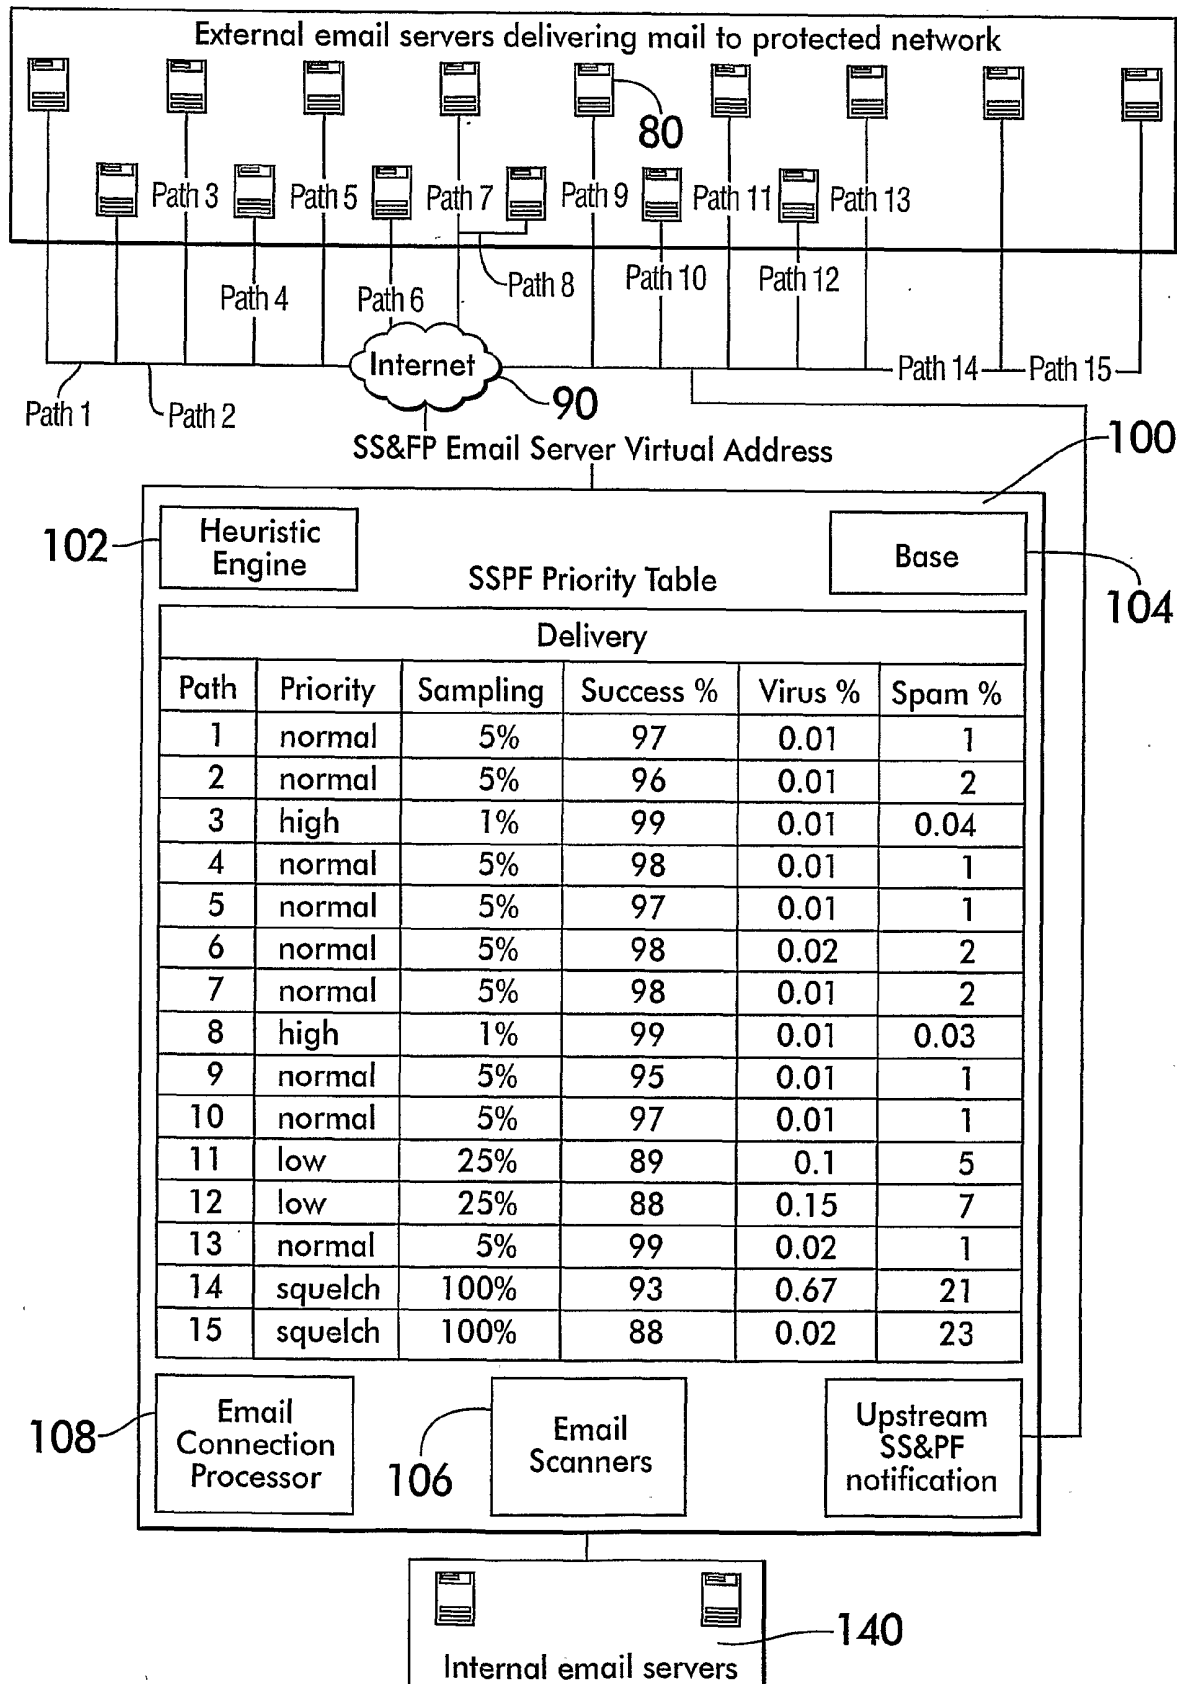 External email servers delivering mail to protected network
80
Path 3
Path 5
Path 7
Path 9
Path 11
Path 13
Path 4
Path 6
Path 8
Path 10
Path 12
Internet
Path 14
Path 15
Path 1
Path 2
90
SS&FP Email Server Virtual Address
100
102
Heuristic
Engine
SSPF Priority Table
Base
104
Delivery
Path Priority Sampling Success % Virus % Spam %
1 normal 5% 97 0.01 1
2 normal 5% 96 0.01 2
3 high 1% 99 0.01 0.04
4 normal 5% 98 0.01 1
5 normal 5% 97 0.01 1
6 normal 5% 98 0.02 2
7 normal 5% 98 0.01 2
8 high 1% 99 0.01 0.03
9 normal 5% 95 0.01 1
10 normal 5% 97 0.01 1
11 low 25% 89 0.1 5
12 low 25% 88 0.15 7
13 normal 5% 99 0.02 1
14 squelch 100% 93 0.67 21
15 squelch 100% 88 0.02 23
108
Email
Connection
Processor
106
Email
Scanners
Upstream
SS&PF
notification
140
Internal email servers